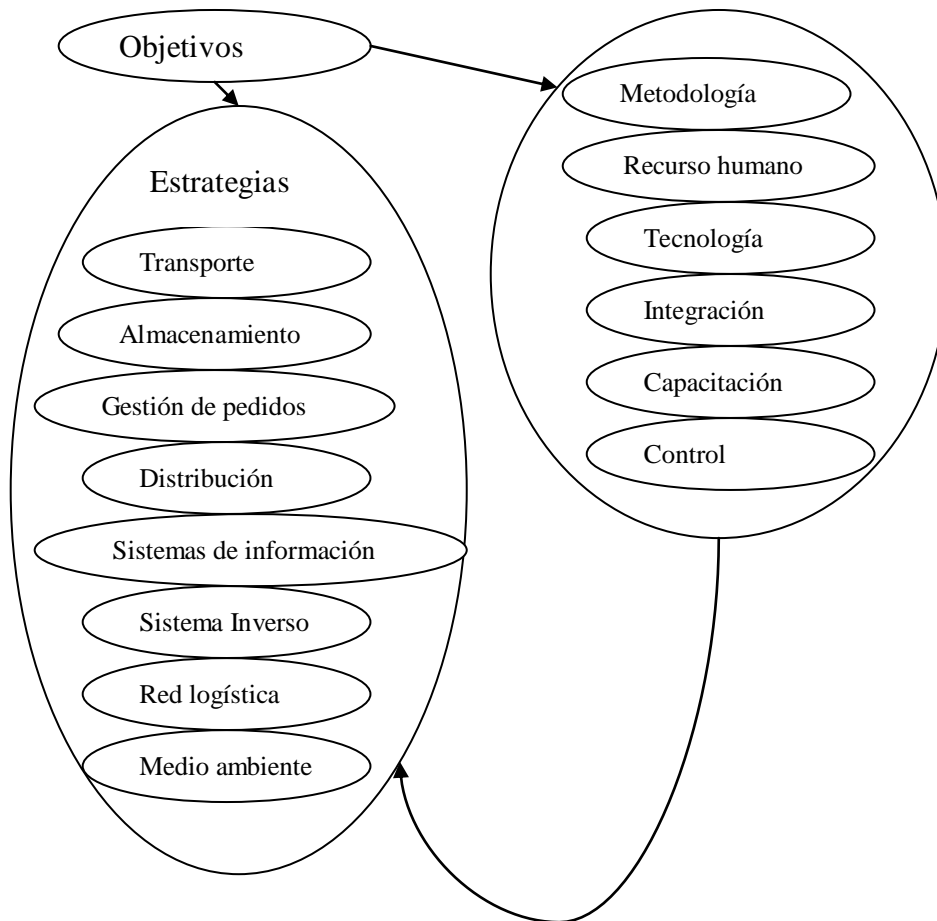 Objetivos
Estrategias
Transporte
Almacenamiento
Gestión de pedidos
Distribución
Sistemas de información
Sistema Inverso
Red logística
Medio ambiente
Metodología
Recurso humano
Tecnología
Integración
Capacitación
Control